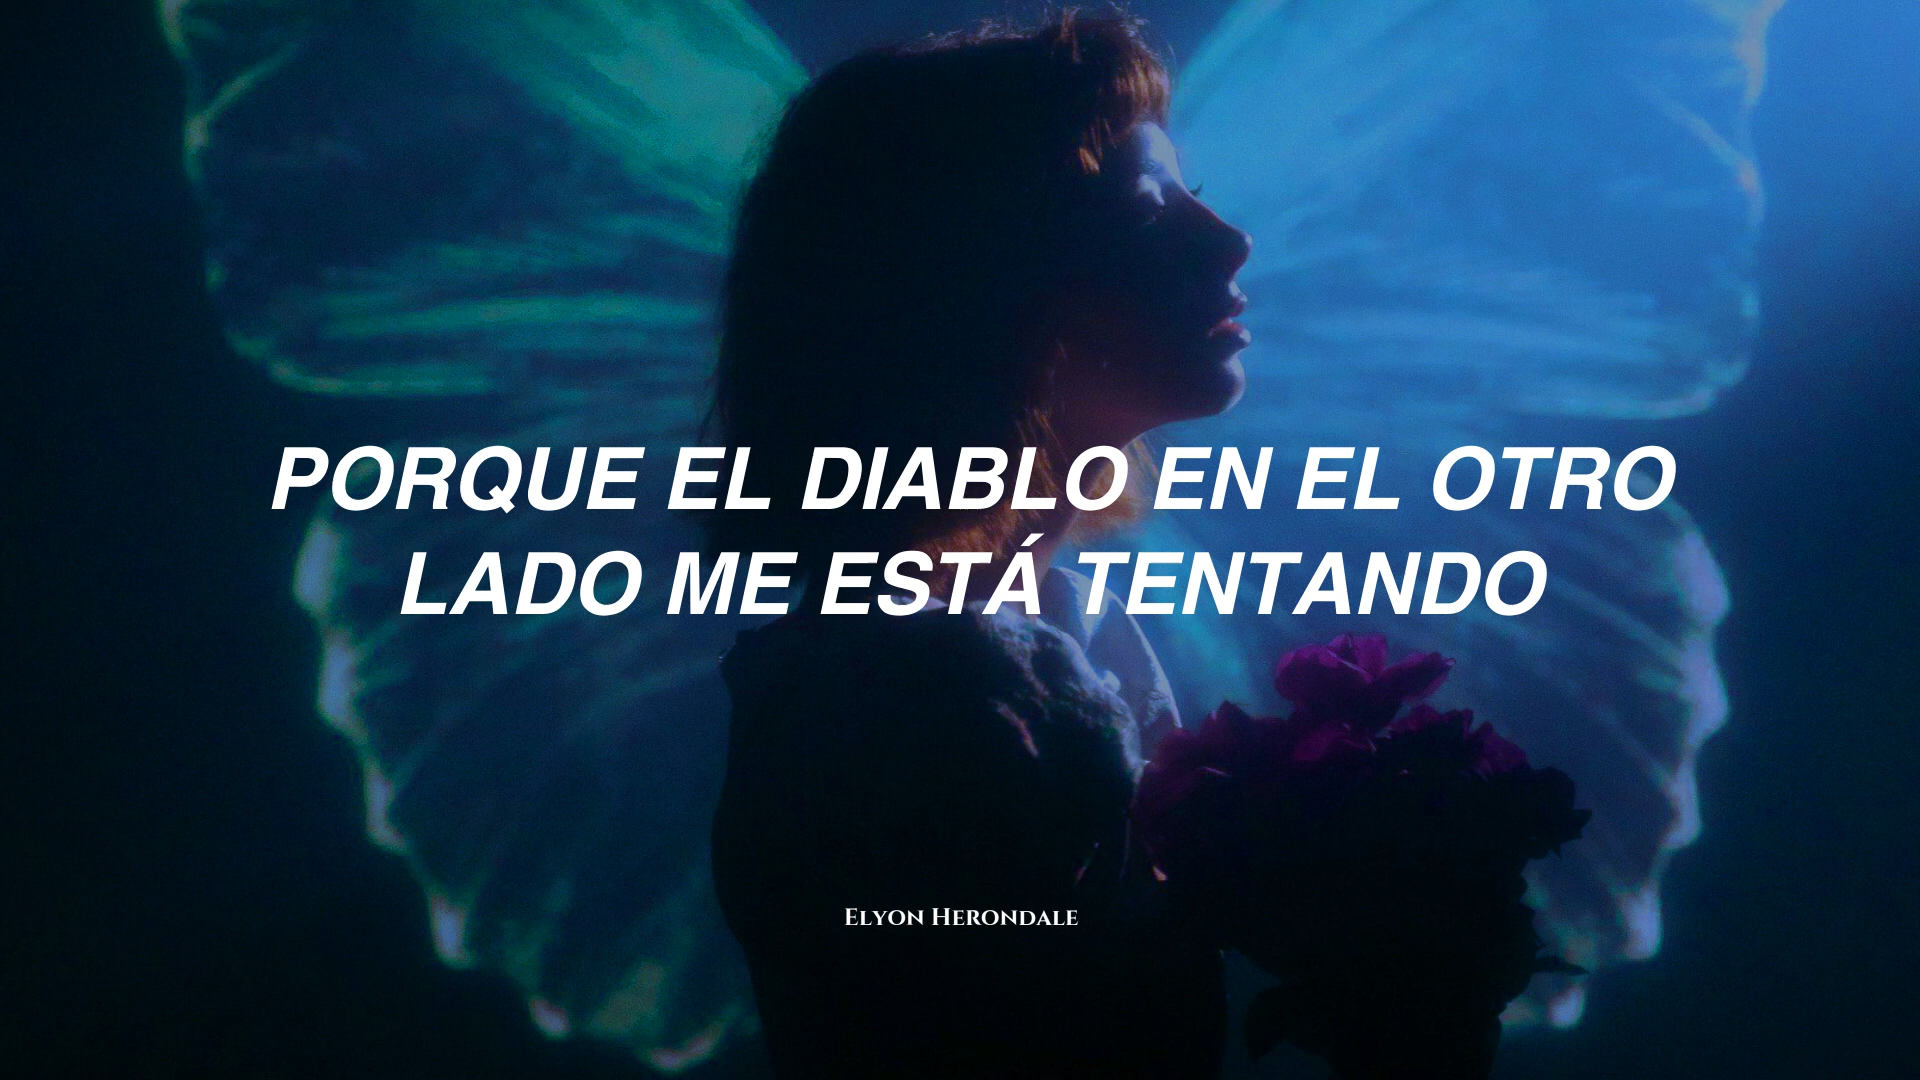 PORQUE EL DIABLO EN EL OTRO
LADO ME ESTÁ TENTANDO
Elyon Herondale